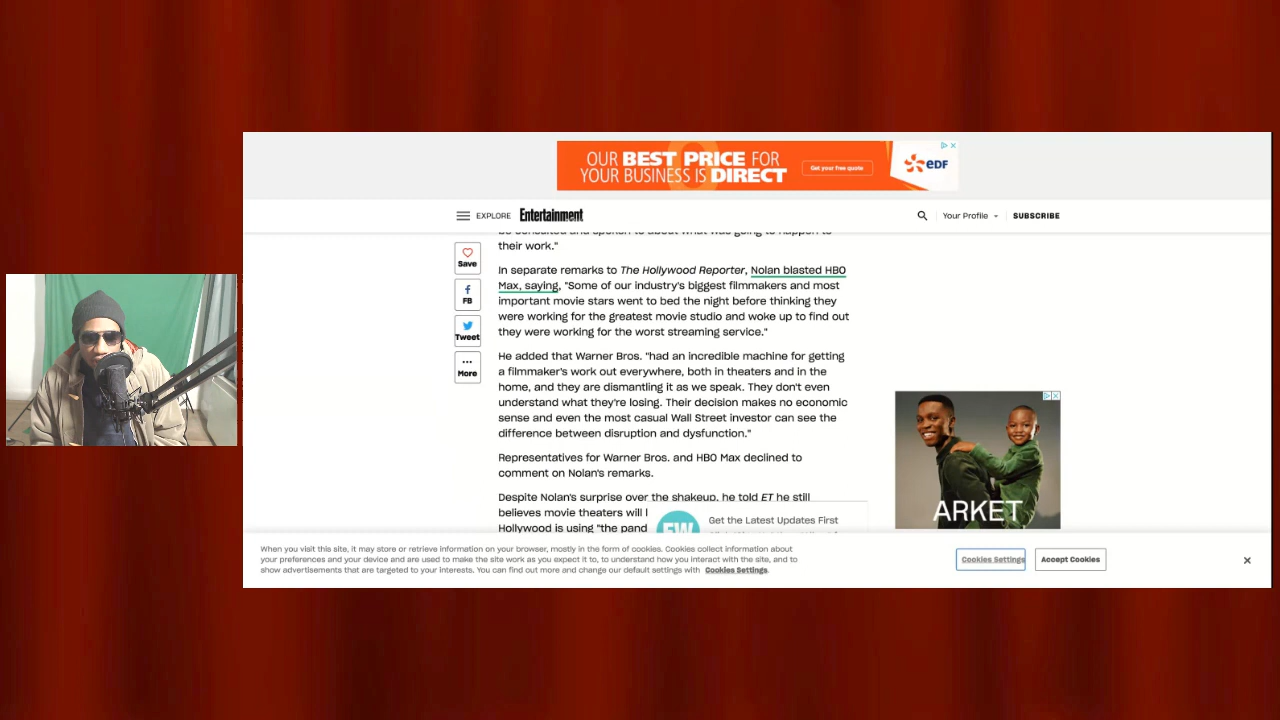 OUR BEST PRICE FOR
YOUR BUSINESS IS DIRECT
Get your free quote
eDF
EXPLORE
Entertainment
Your Profile
SUBSCRIBE
their work."
In separate remarks to The Hollywood Reporter, Nolan blasted HBO
Max, saying, "Some of our industry's biggest filmmakers and most
important movie stars went to bed the night before thinking they
were working for the greatest movie studio and woke up to find out
they were working for the worst streaming service."
He added that Warner Bros. "had an incredible machine for getting
a filmmaker's work out everywhere, both in theaters and in the
home, and they are dismantling it as we speak. They don't even
understand what they're losing. Their decision makes no economic
sense and even the most casual Wall Street investor can see the
difference between disruption and dysfunction."
Representatives for Warner Bros. and HBO Max declined to
comment on Nolan's remarks.
Despite Nolan's surprise over the shakeup, he told ET he still
believes movie theaters will
Hollywood is using "the pand
Save
FB
Tweet
More
ARKET
EW
Get the Latest Updates First
When you visit this site, it may store or retrieve information on your browser, mostly in the form of cookies. Cookies collect information about
your preferences and your device and are used to make the site work as you expect it to, to understand how you interact with the site, and to
show advertisements that are targeted to your interests. You can find out more and change our default settings with Cookies Settings.
Cookies Settings
Accept Cookies